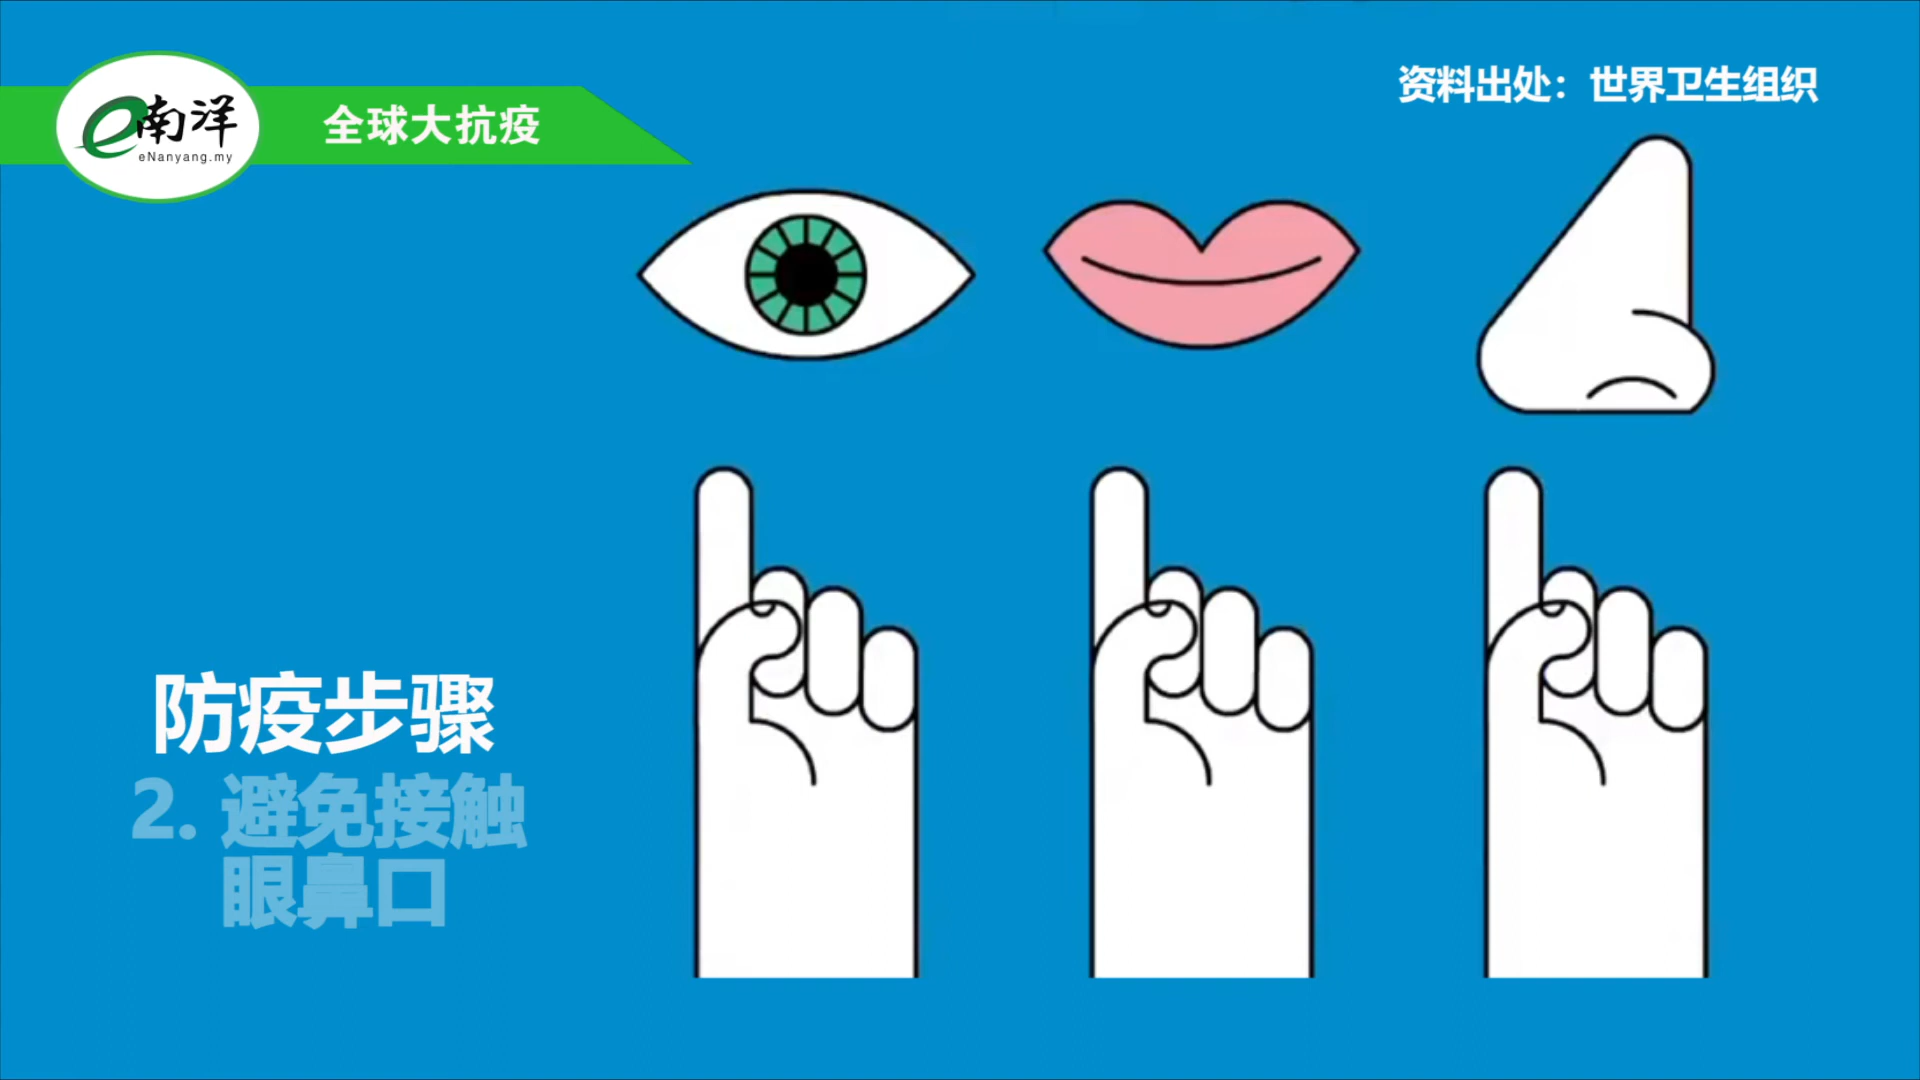 e南洋
eNanyang.my
全球大抗疫
资料出处：世界卫生组织
防疫步骤
2. 避免接触
眼鼻口